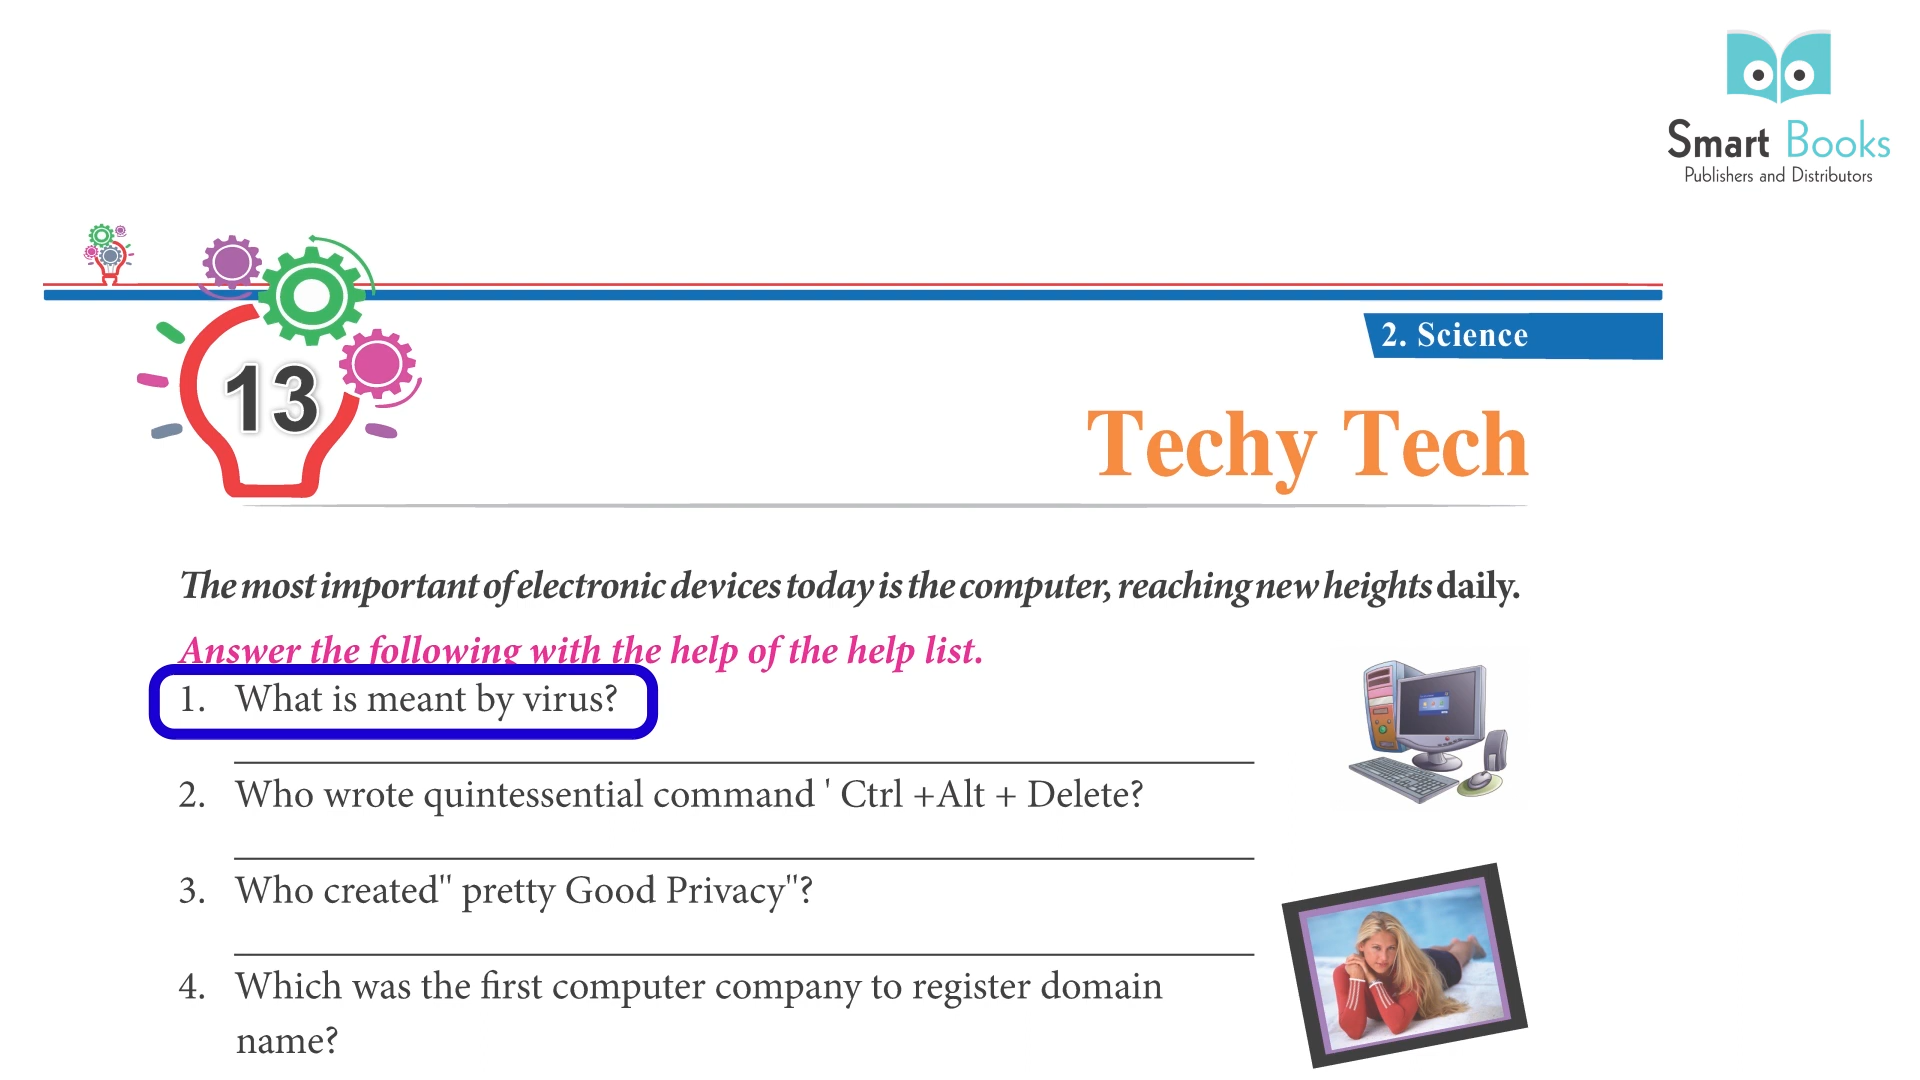 Smart Books
Publishers and Distributors
2. Science
13
Techy Tech
The most important of electronic devices today is the computer, reaching new heights daily.
Answer the following with the help of the help list.
1. What is meant by virus?
2. Who wrote quintessential command ' Ctrl +Alt + Delete?
3. Who created" pretty Good Privacy"?
4. Which was the first computer company to register domain
name?